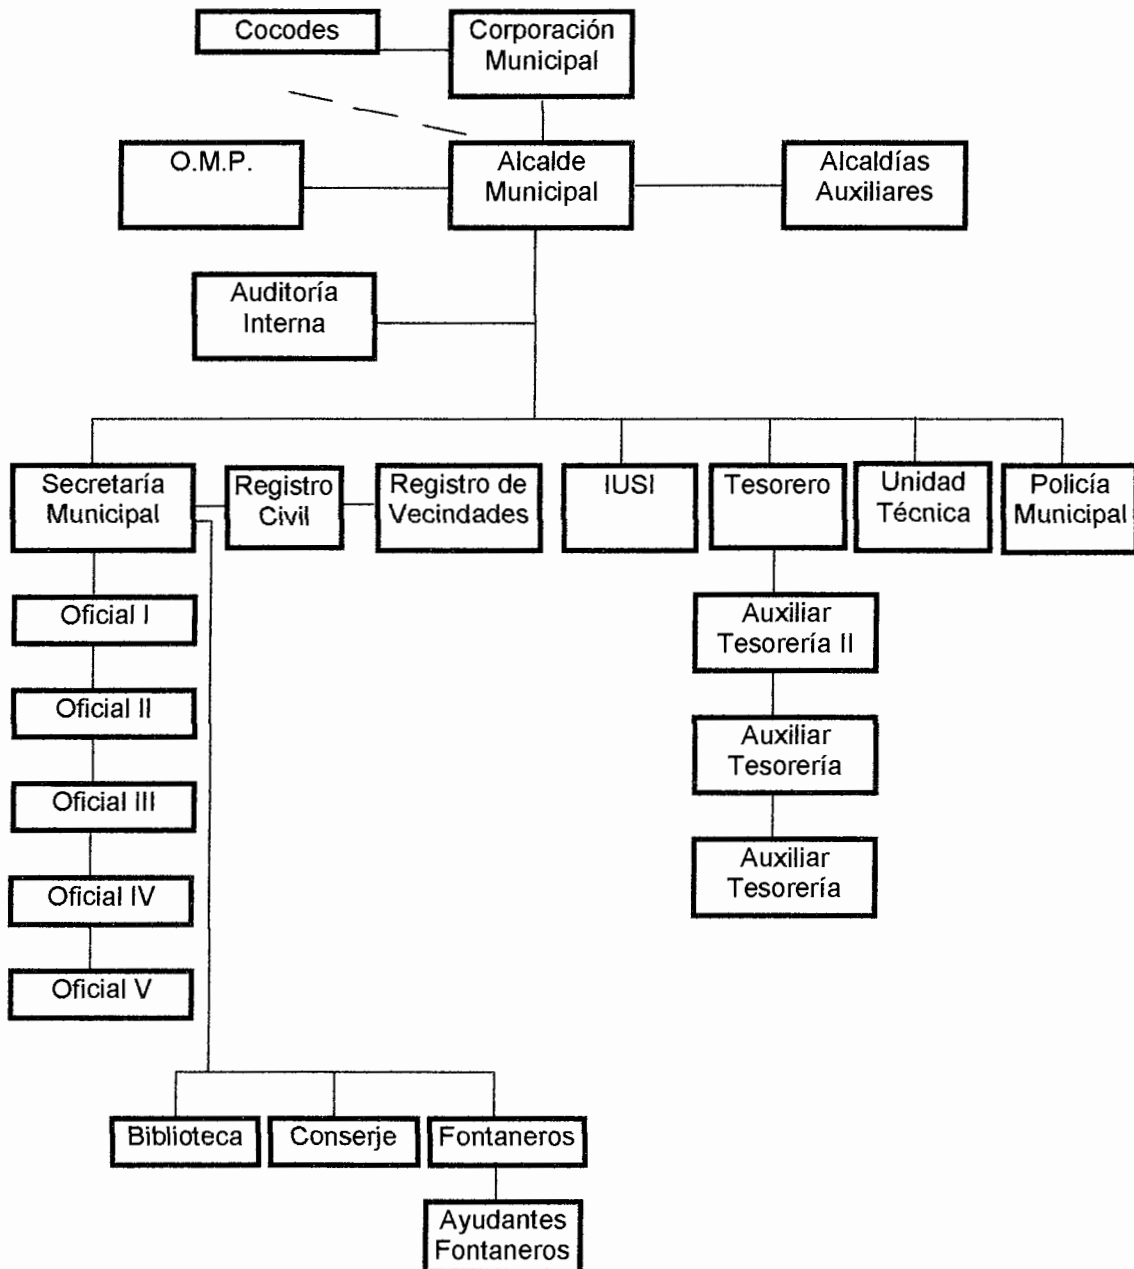 Cocodes
Corporación
Municipal
O.M.P.
Alcalde
Municipal
Alcaldías
Auxiliares
Auditoría
Interna
Secretaría
Municipal
Registro
Civil
Registro de
Vecindades
IUSI
Tesorero
Unidad
Técnica
Policía
Municipal
Oficial I
Oficial II
Oficial III
Oficial IV
Oficial V
Auxiliar
Tesorería II
Auxiliar
Tesorería
Auxiliar
Tesorería
Biblioteca
Conserje
Fontaneros
Ayudantes
Fontaneros